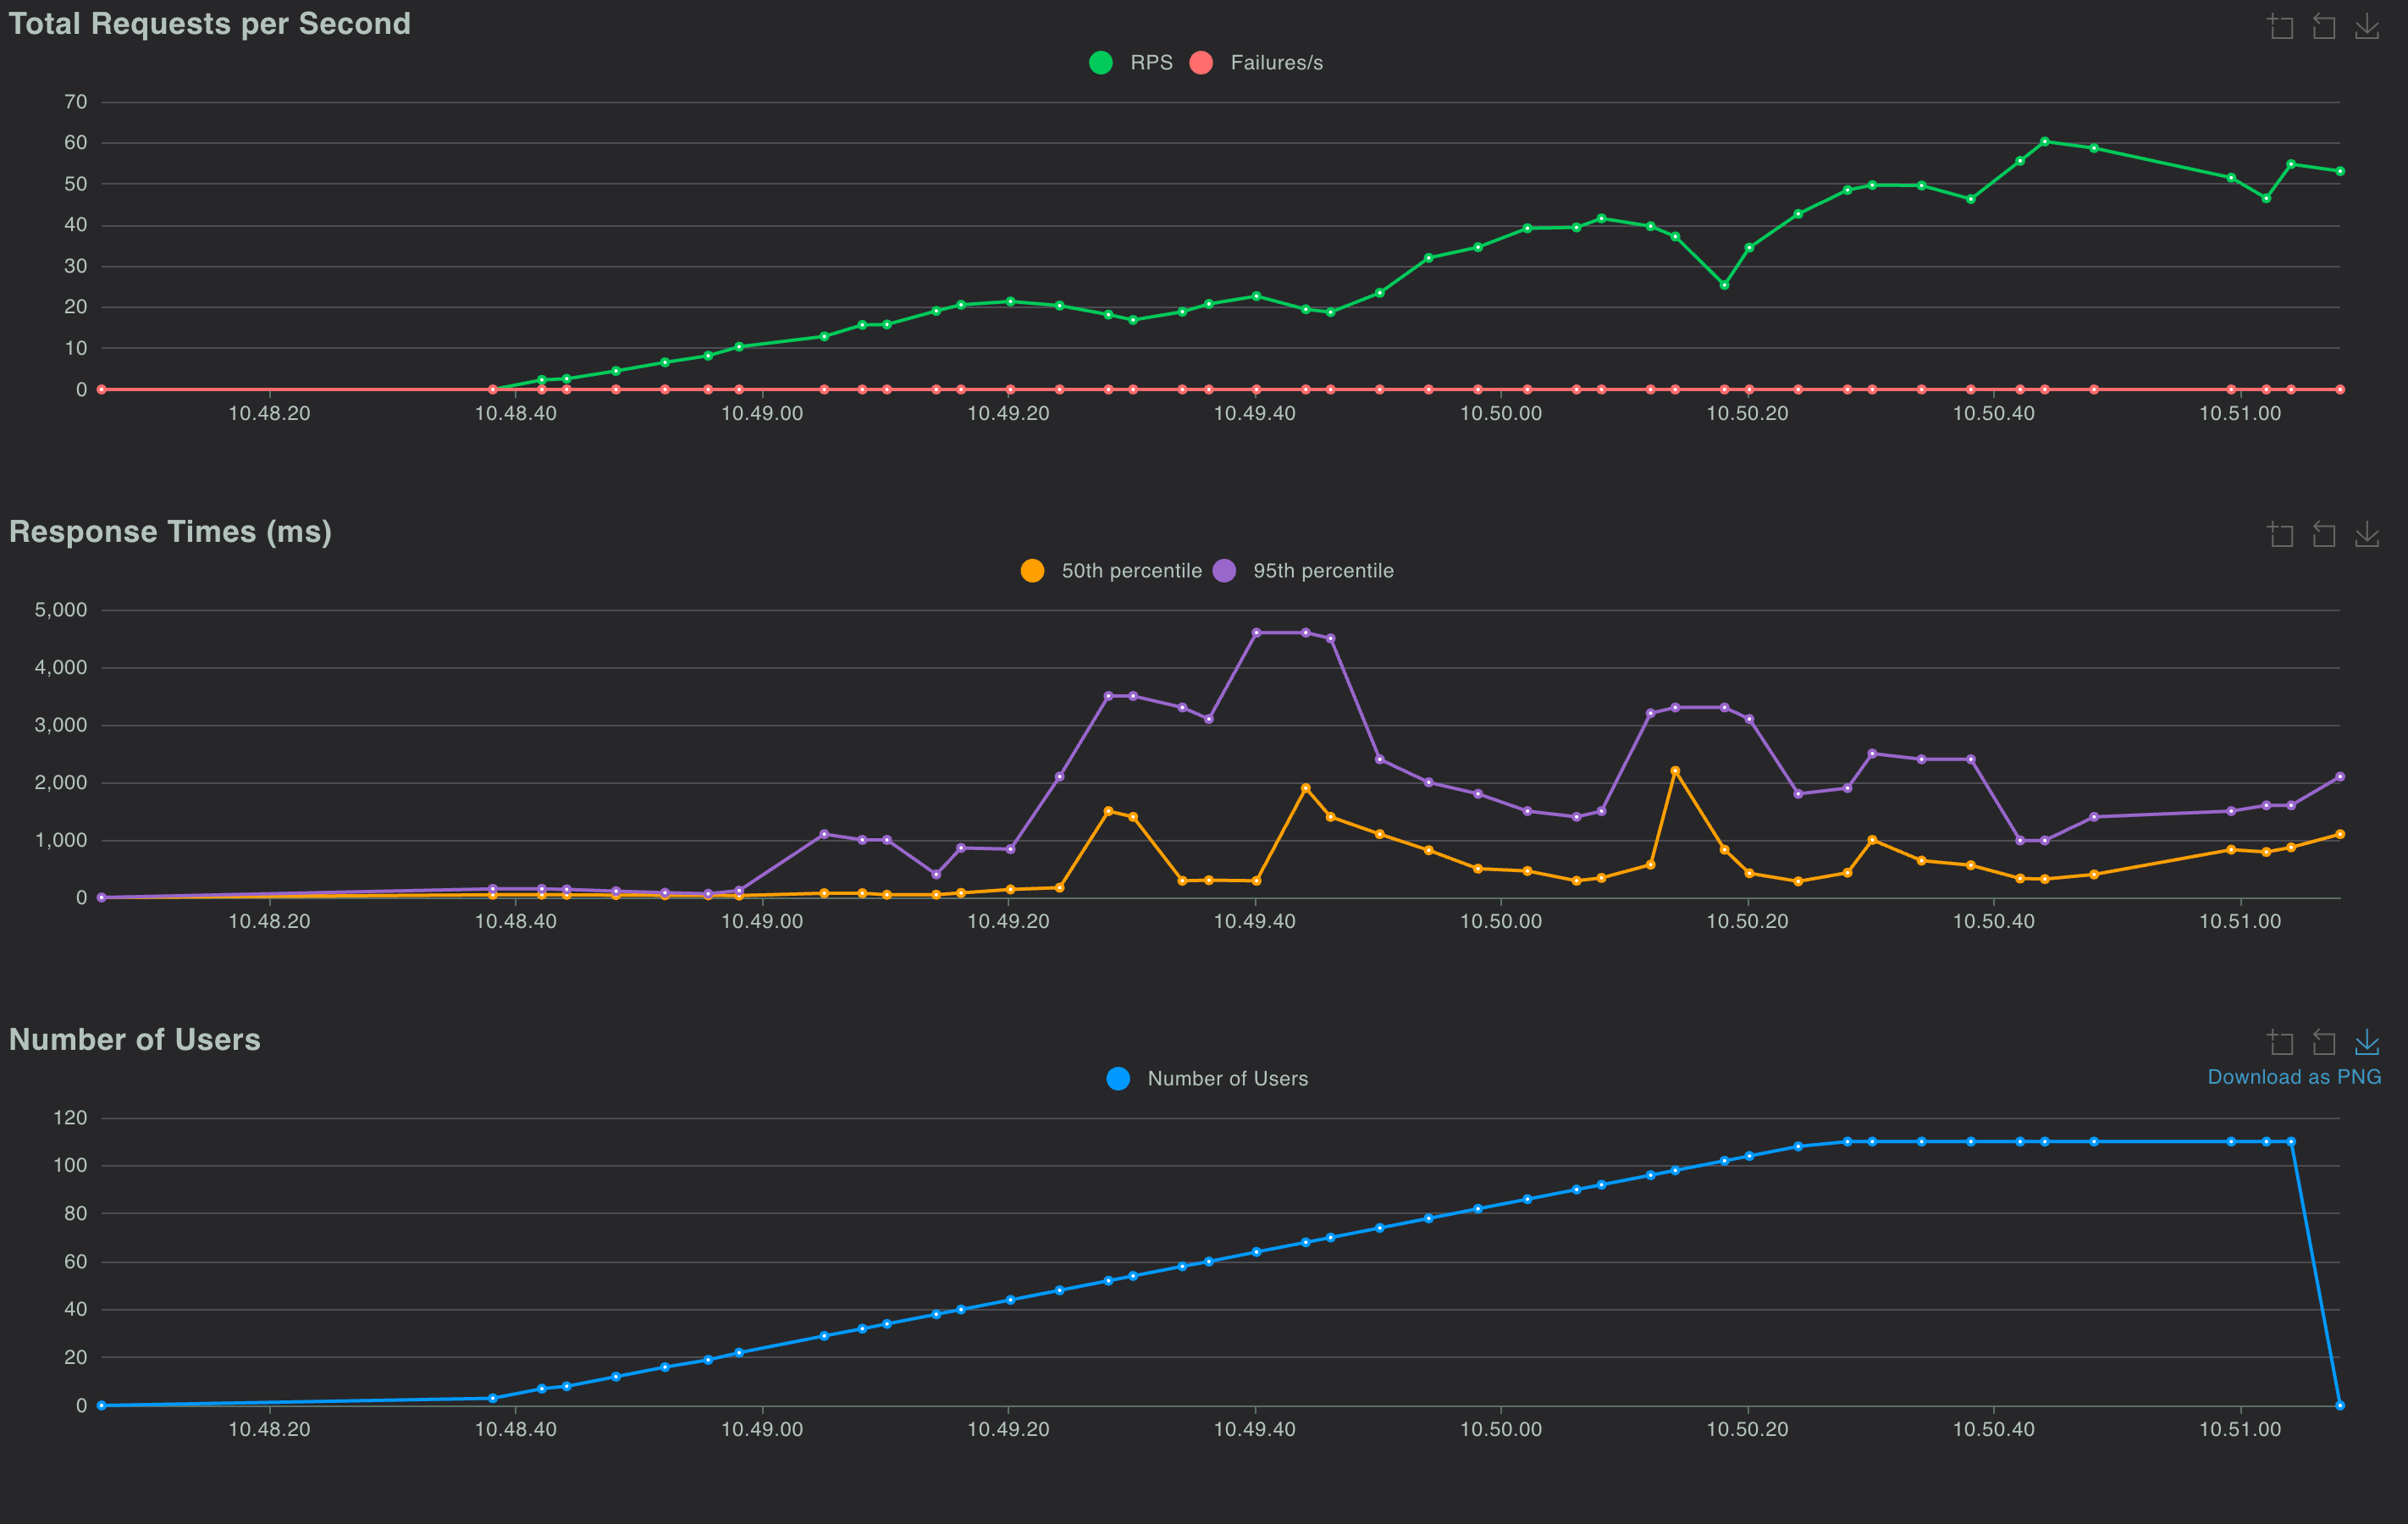 Total Requests per Second
RPS Failures/s
70
60
50
40
30
20
10
0
10.48.20 10.48.40 10.49.00 10.49.20 10.49.40 10.50.00 10.50.20 10.50.40 10.51.00
Response Times (ms)
50th percentile 95th percentile
5,000
4,000
3,000
2,000
1,000
0
10.48.20 10.48.40 10.49.00 10.49.20 10.49.40 10.50.00 10.50.20 10.50.40 10.51.00
Number of Users
Number of Users
Download as PNG
120
100
80
60
40
20
0
10.48.20 10.48.40 10.49.00 10.49.20 10.49.40 10.50.00 10.50.20 10.50.40 10.51.00